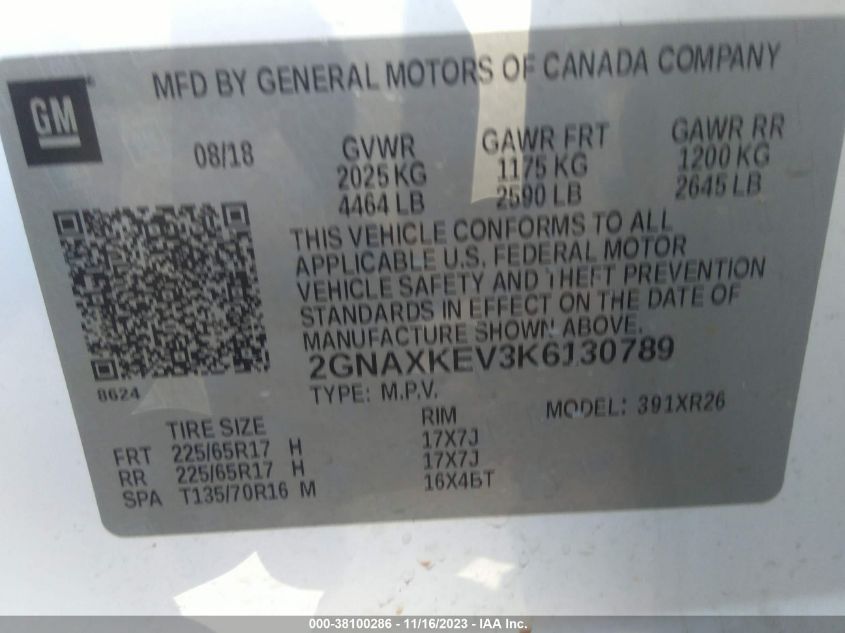 MFD BY GENERAL MOTORS OF CANADA COMPANY
GM
08/18 GVWR GAWR FRT GAWR RR
2025 KG 1175 KG 1200 KG
4464 LB 2590 LB 2645 LB
THIS VEHICLE CONFORMS TO ALL
APPLICABLE U.S. FEDERAL MOTOR
VEHICLE SAFETY AND THEFT PREVENTION
STANDARDS IN EFFECT ON THE DATE OF
MANUFACTURE SHOWN ABOVE.
2GNAXKEV3K6130789
8624
TYPE: M.P.V. MODEL: 391XR26
TIRE SIZE RIM
FRT 225/65R17 H 17X7J
RR 225/65R17 H 17X7J
SPA T135/70R16 M 16X4BT
000-38100286 - 11/16/2023 - IAA Inc.